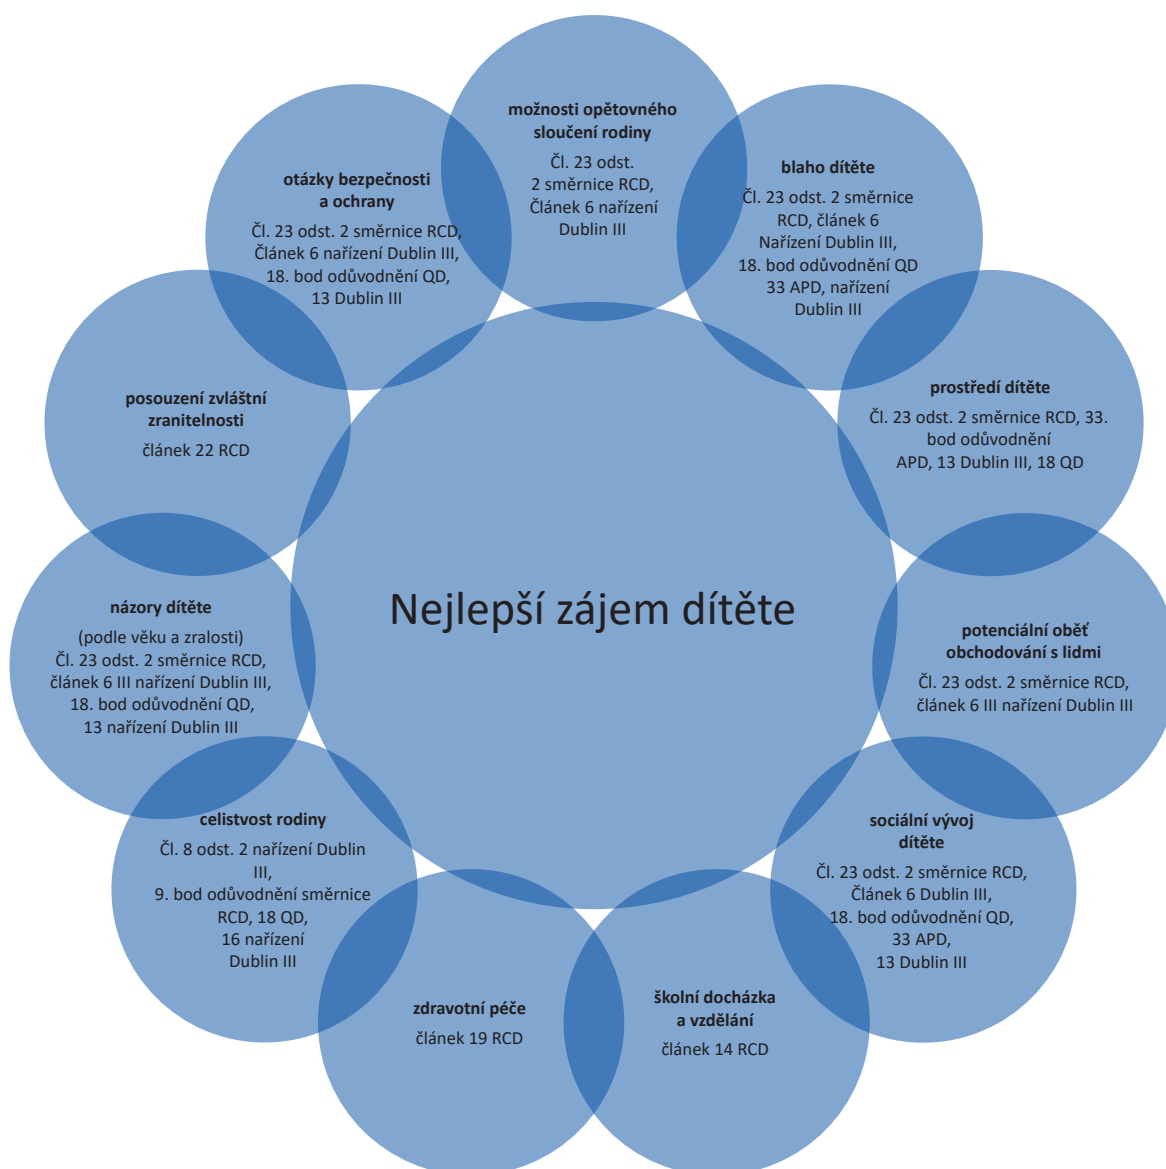 možnosti opětovného
sloučení rodiny
Čl. 23 odst.
2 směrnice RCD,
Článek 6 nařízení
Dublin III
blaho dítěte
Čl. 23 odst. 2 směrnice
RCD, článek 6
Nařízení Dublin III,
18. bod odůvodnění QD
33 APD, nařízení
Dublin III
prostředí dítěte
Čl. 23 odst. 2 směrnice RCD, 33.
bod odůvodnění
APD, 13 Dublin III, 18 QD
potenciální oběť
obchodování s lidmi
Čl. 23 odst. 2 směrnice RCD,
článek 6 III nařízení Dublin III
sociální vývoj
dítěte
Čl. 23 odst. 2 směrnice RCD,
Článek 6 Dublin III,
18. bod odůvodnění QD,
33 APD,
13 Dublin III
školní docházka
a vzdělání
článek 14 RCD
zdravotní péče
článek 19 RCD
celistvost rodiny
Čl. 8 odst. 2 nařízení Dublin
III,
9. bod odůvodnění směrnice
RCD, 18 QD,
16 nařízení
Dublin III
názory dítěte
(podle věku a zralosti)
Čl. 23 odst. 2 směrnice RCD,
článek 6 III nařízení Dublin III,
18. bod odůvodnění QD,
13 nařízení Dublin III
posouzení zvláštní
zranitelnosti
článek 22 RCD
otázky bezpečnosti
a ochrany
Čl. 23 odst. 2 směrnice RCD,
Článek 6 nařízení Dublin III,
18. bod odůvodnění QD,
13 Dublin III
Nejlepší zájem dítěte